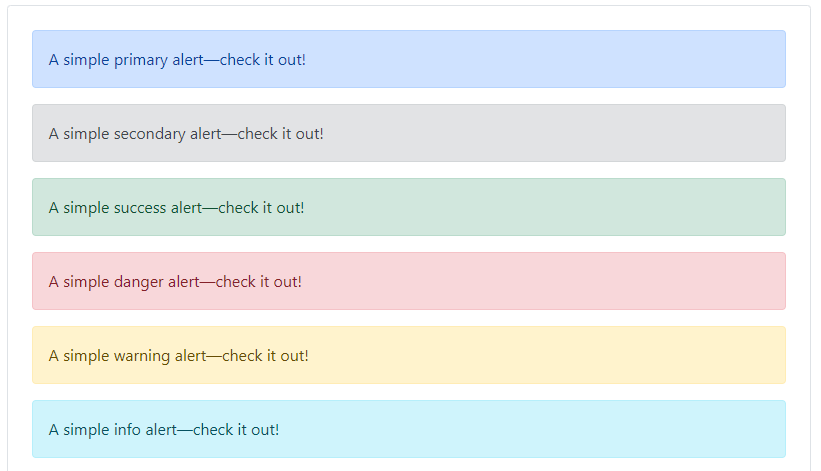 A simple primary alert—check it out!
A simple secondary alert—check it out!
A simple success alert—check it out!
A simple danger alert—check it out!
A simple warning alert—check it out!
A simple info alert—check it out!